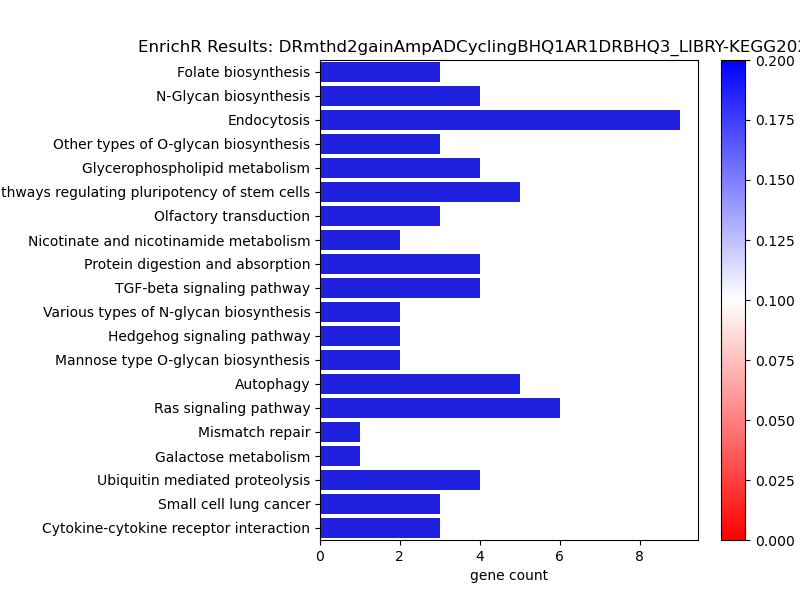 EnrichR Results: DRmthd2gainAmpADCyclingBHQ1AR1DRBHQ3_LIBRY-KEGG202
Folate biosynthesis
N-Glycan biosynthesis
Endocytosis
Other types of O-glycan biosynthesis
Glycerophospholipid metabolism
thways regulating pluripotency of stem cells
Olfactory transduction
Nicotinate and nicotinamide metabolism
Protein digestion and absorption
TGF-beta signaling pathway
Various types of N-glycan biosynthesis
Hedgehog signaling pathway
Mannose type O-glycan biosynthesis
Autophagy
Ras signaling pathway
Mismatch repair
Galactose metabolism
Ubiquitin mediated proteolysis
Small cell lung cancer
Cytokine-cytokine receptor interaction
0 2 4 6 8
gene count
0.200
0.175
0.150
0.125
0.100
0.075
0.050
0.025
0.000